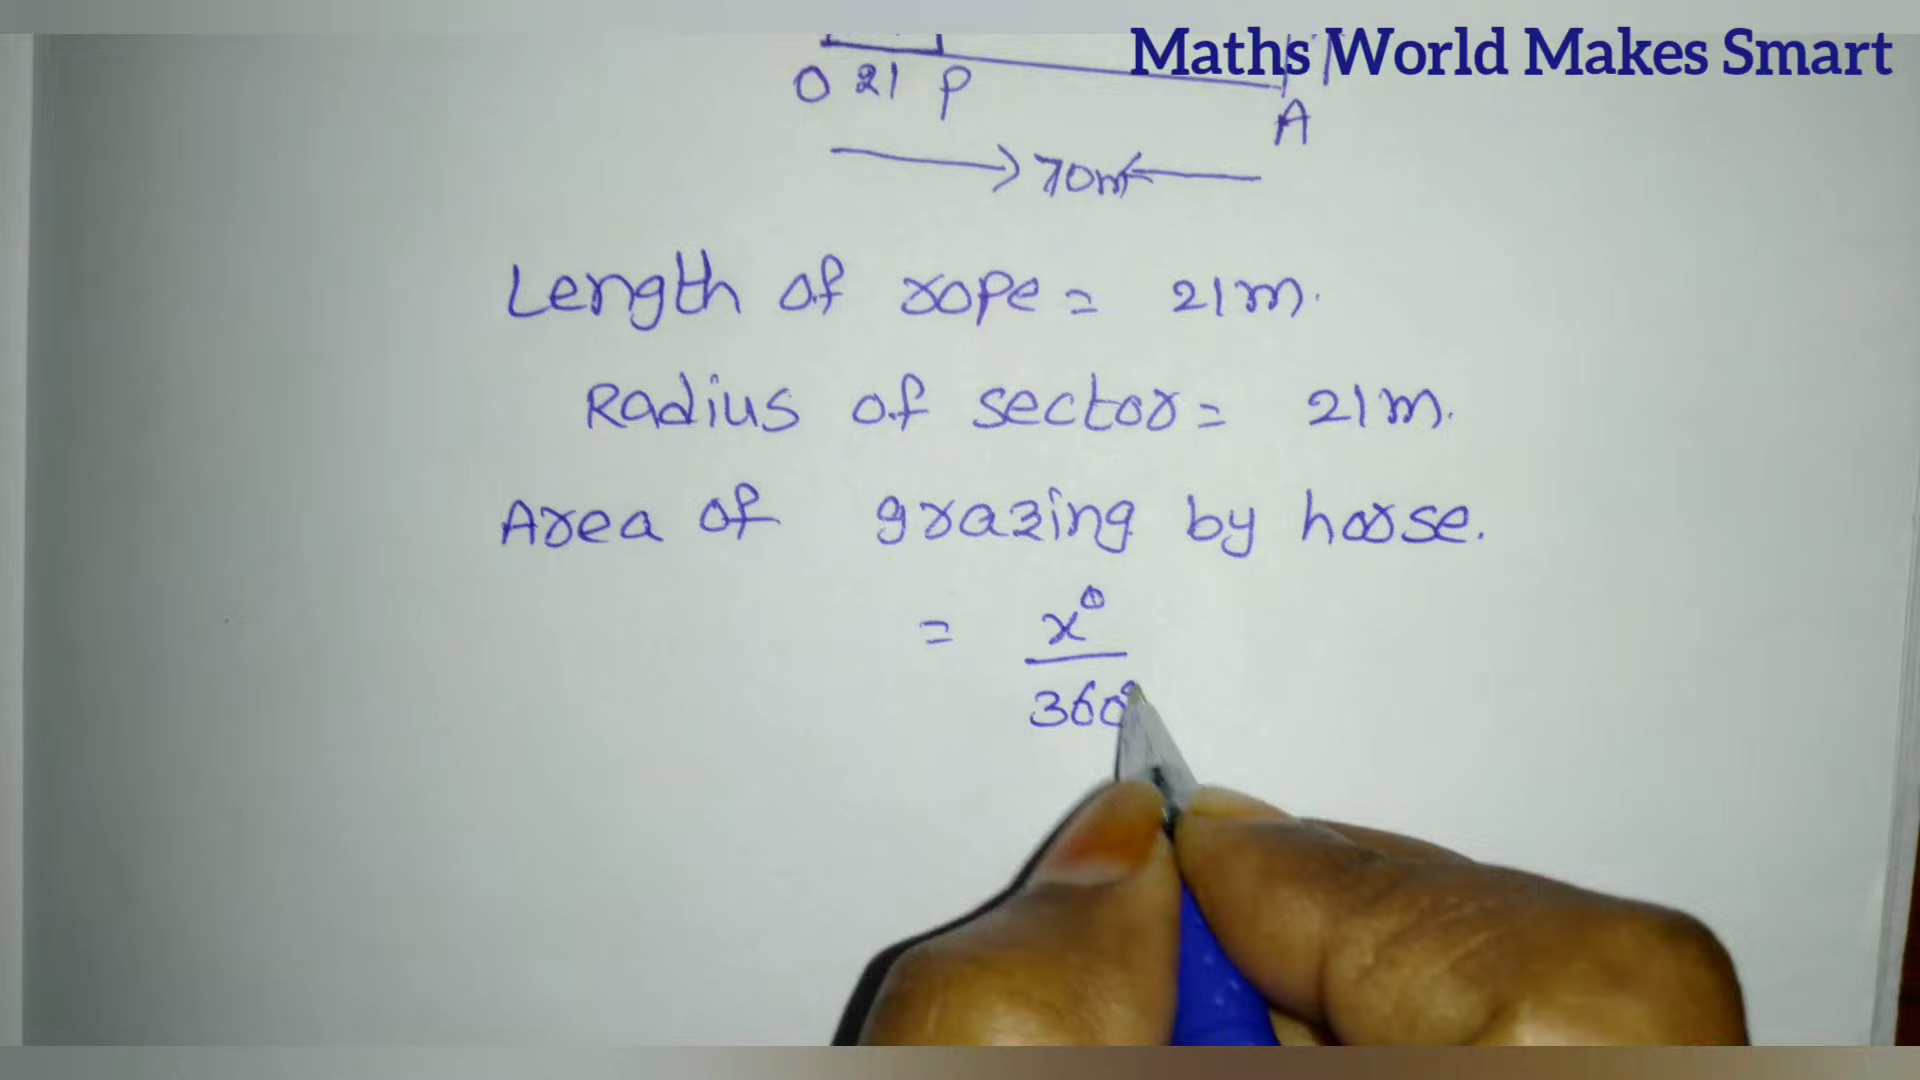 Maths World Makes Smart
O 21 P
A
70m
Length of rope = 21m.
Radius of sector = 21m.
Area of grazing by horse.
= x°
360°